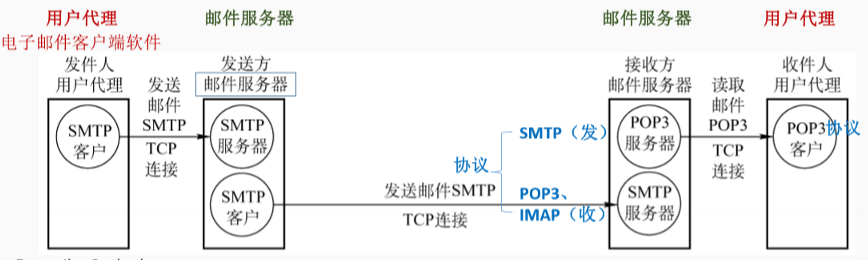 用户代理
邮件服务器
邮件服务器
用户代理
电子邮件客户端软件
发件人
用户代理
发送
邮件
SMTP
TCP
连接
发送方
邮件服务器
接收方
邮件服务器
读取
邮件
POP3
TCP
连接
收件人
用户代理
SMTP
客户
SMTP
服务器
SMTP
客户
协议
SMTP（发）
POP3、
IMAP（收）
发送邮件SMTP
TCP连接
POP3
服务器
SMTP
服务器
POP3
客户
协议